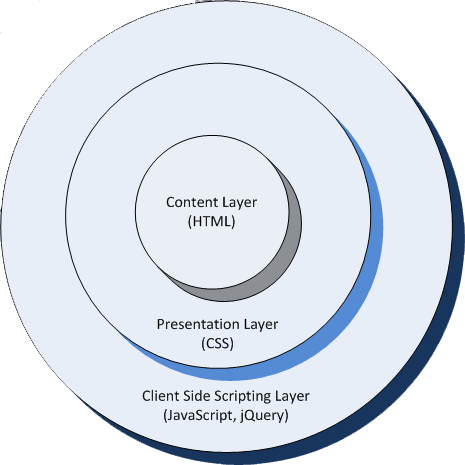 Content Layer
(HTML)
Presentation Layer
(CSS)
Client Side Scripting Layer
(JavaScript, jQuery)